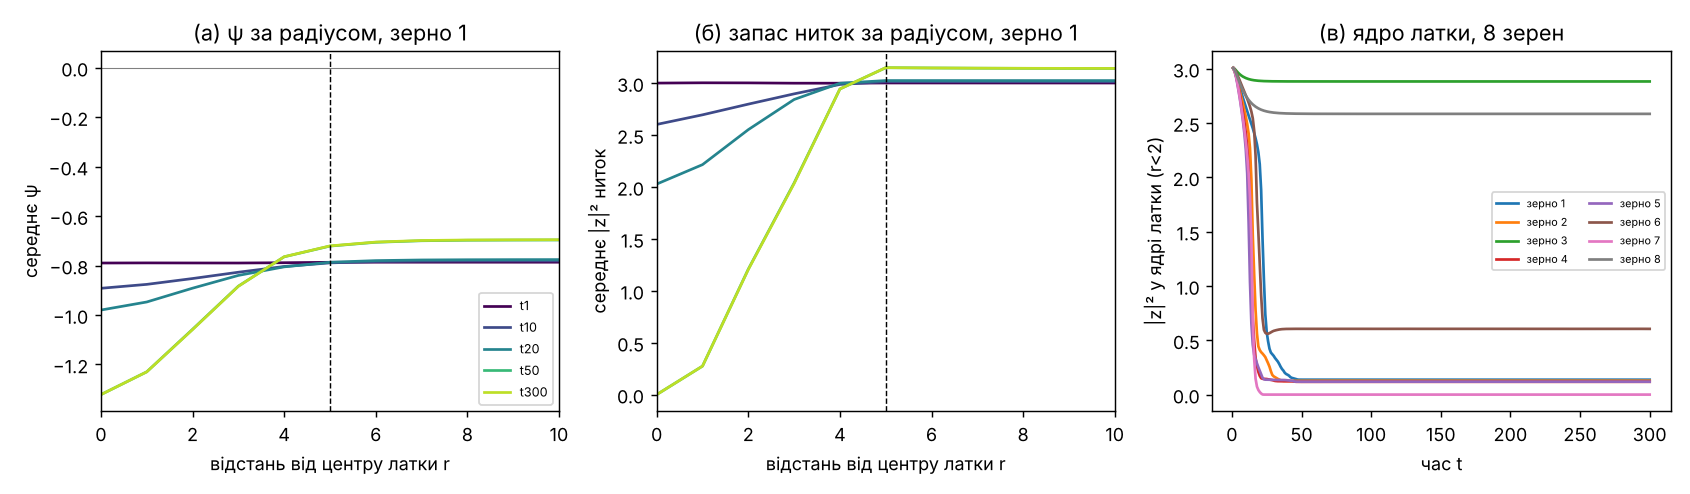 (а) ψ за радіусом, зерно 1
середнє ψ
0.0
−0.2
−0.4
−0.6
−0.8
−1.0
−1.2
t1
t10
t20
t50
t300
0 2 4 6 8 10
відстань від центру латки r
(б) запас ниток за радіусом, зерно 1
середнє |z|² ниток
3.0
2.5
2.0
1.5
1.0
0.5
0.0
0 2 4 6 8 10
відстань від центру латки r
(в) ядро латки, 8 зерен
|z|² у ядрі латки (r<2)
3.0
2.5
2.0
1.5
1.0
0.5
0.0
зерно 1 зерно 5
зерно 2 зерно 6
зерно 3 зерно 7
зерно 4 зерно 8
0 50 100 150 200 250 300
час t